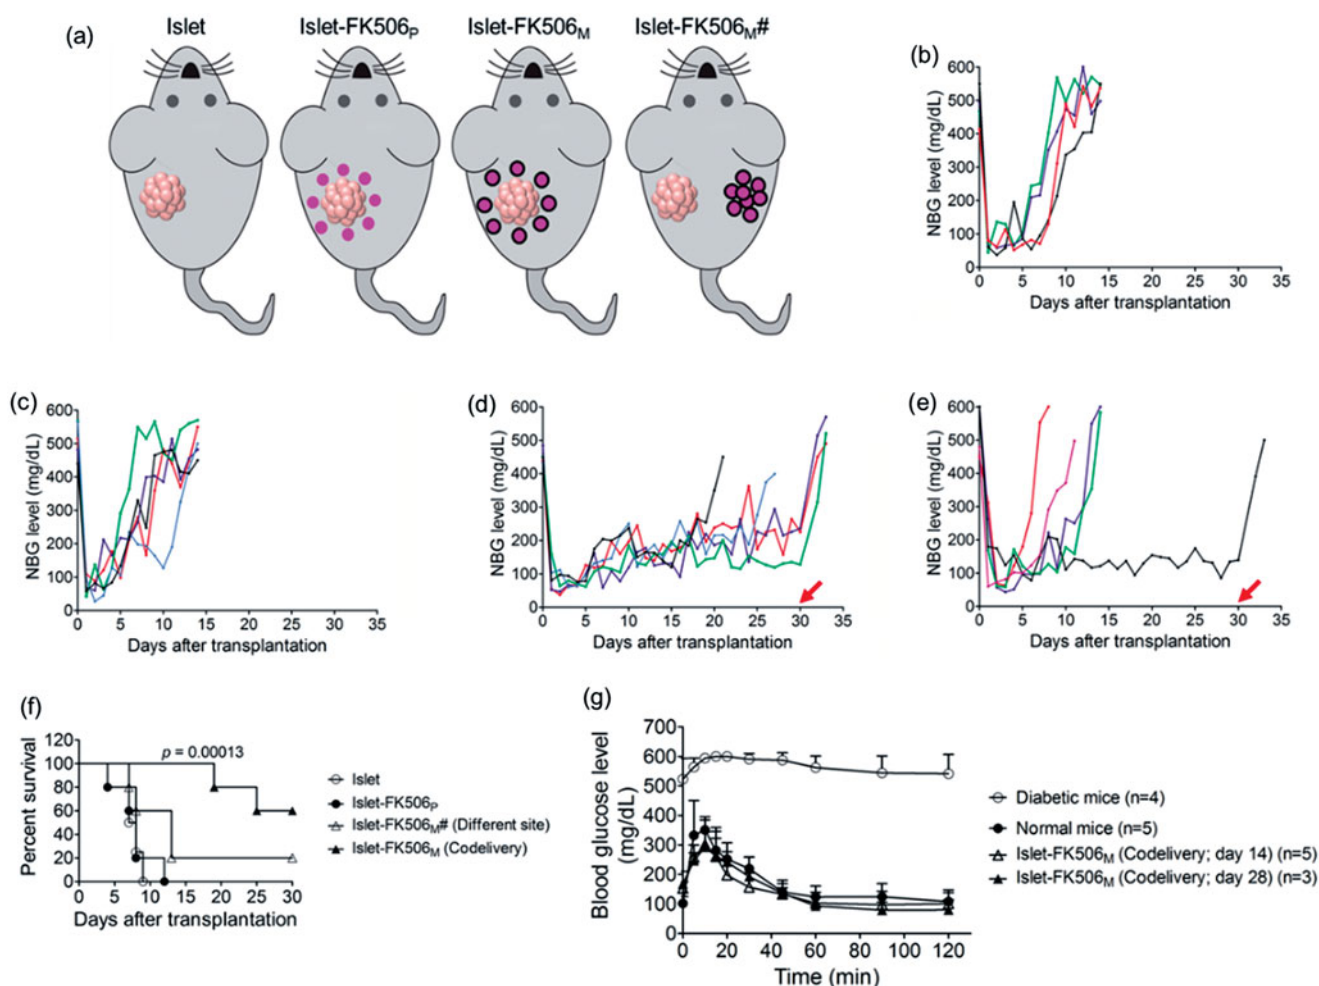 (a)
Islet
Islet-FK506P
Islet-FK506M
Islet-FK506M#
(b)
NBG level (mg/dL)
600
500
400
300
200
100
0
0 5 10 15 20 25 30 35
Days after transplantation
(c)
NBG level (mg/dL)
600
500
400
300
200
100
0
0 5 10 15 20 25 30 35
Days after transplantation
(d)
NBG level (mg/dL)
600
500
400
300
200
100
0
0 5 10 15 20 25 30 35
Days after transplantation
(e)
NBG level (mg/dL)
600
500
400
300
200
100
0
0 5 10 15 20 25 30 35
Days after transplantation
(f)
Percent survival
120
100
80
60
40
20
0
p = 0.00013
0 5 10 15 20 25 30
Days after transplantation
Islet
Islet-FK506P
Islet-FK506M# (Different site)
Islet-FK506M (Codelivery)
(g)
Blood glucose level
(mg/dL)
700
600
500
400
300
200
100
0
0 20 40 60 80 100 120
Time (min)
Diabetic mice (n=4)
Normal mice (n=5)
Islet-FK506M (Codelivery; day 14) (n=5)
Islet-FK506M (Codelivery; day 28) (n=3)